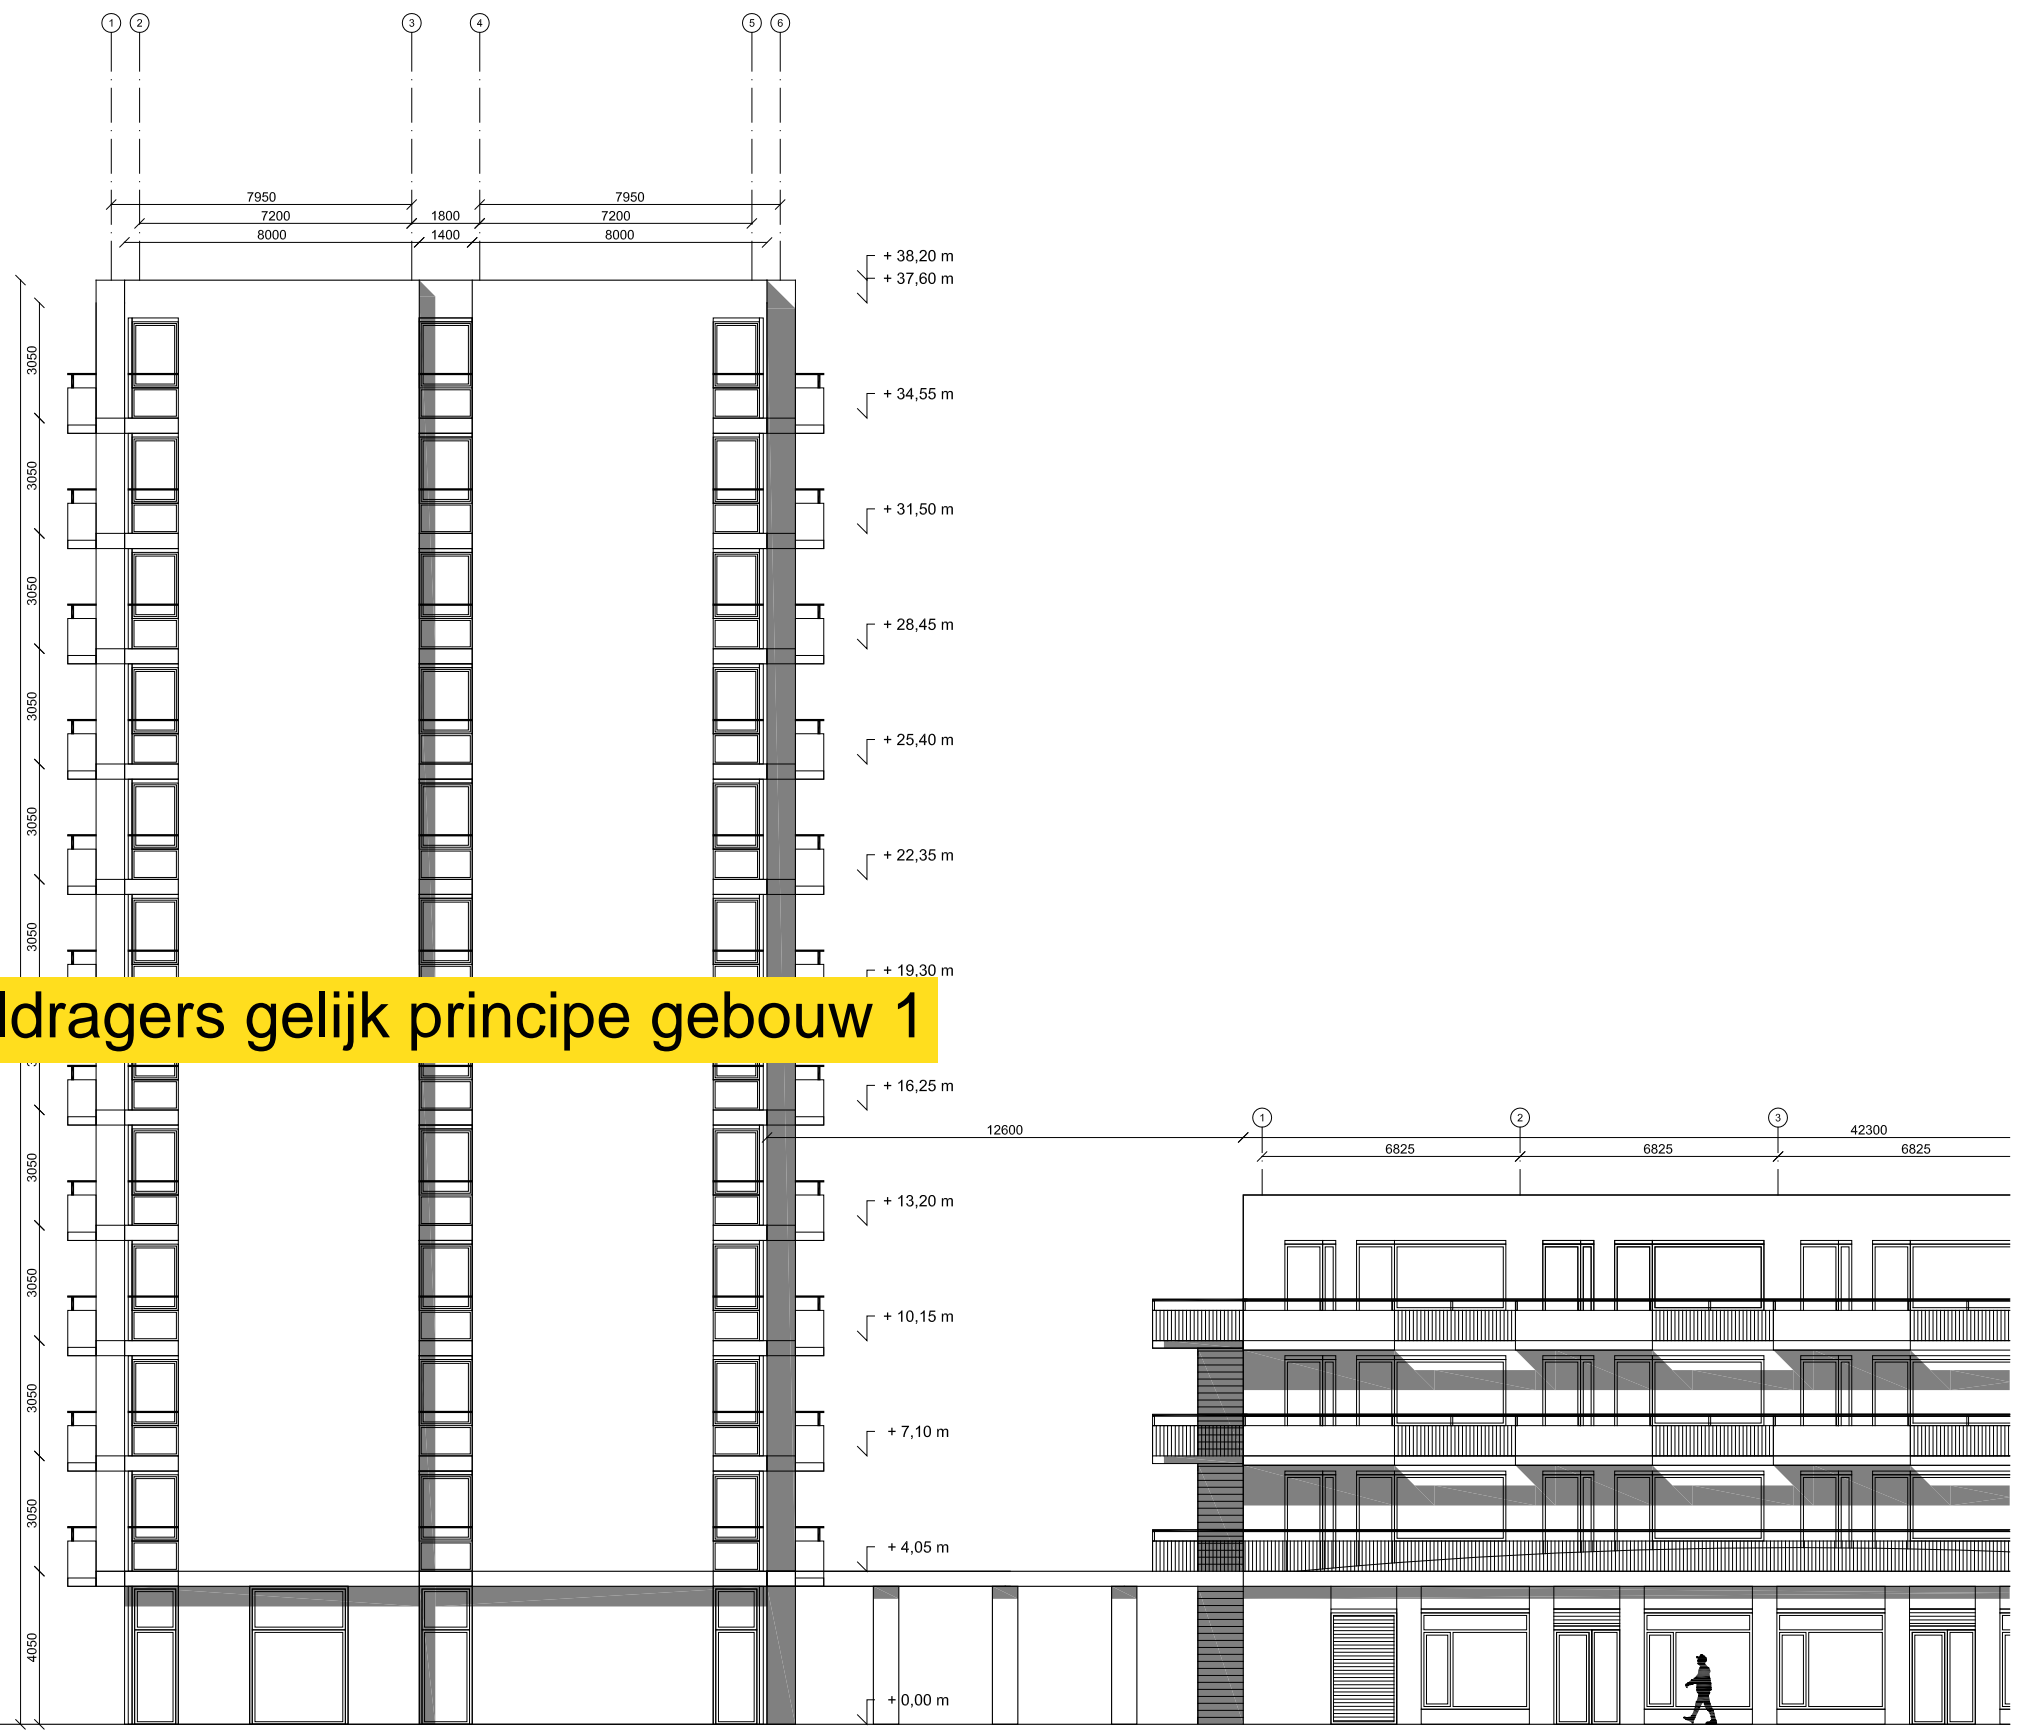 1 2 3 4 5 6
7950 7950
7200 1800 7200
8000 1400 8000
+ 38,20 m
+ 37,60 m
3050
+ 34,55 m
3050
+ 31,50 m
3050
+ 28,45 m
3050
+ 25,40 m
3050
+ 22,35 m
3050
+ 19,30 m
ldragers gelijk principe gebouw 1
+ 16,25 m
1 2 3
12600 42300
6825 6825 6825
3050
+ 13,20 m
3050
+ 10,15 m
3050
+ 7,10 m
3050
+ 4,05 m
4050
+ 0,00 m